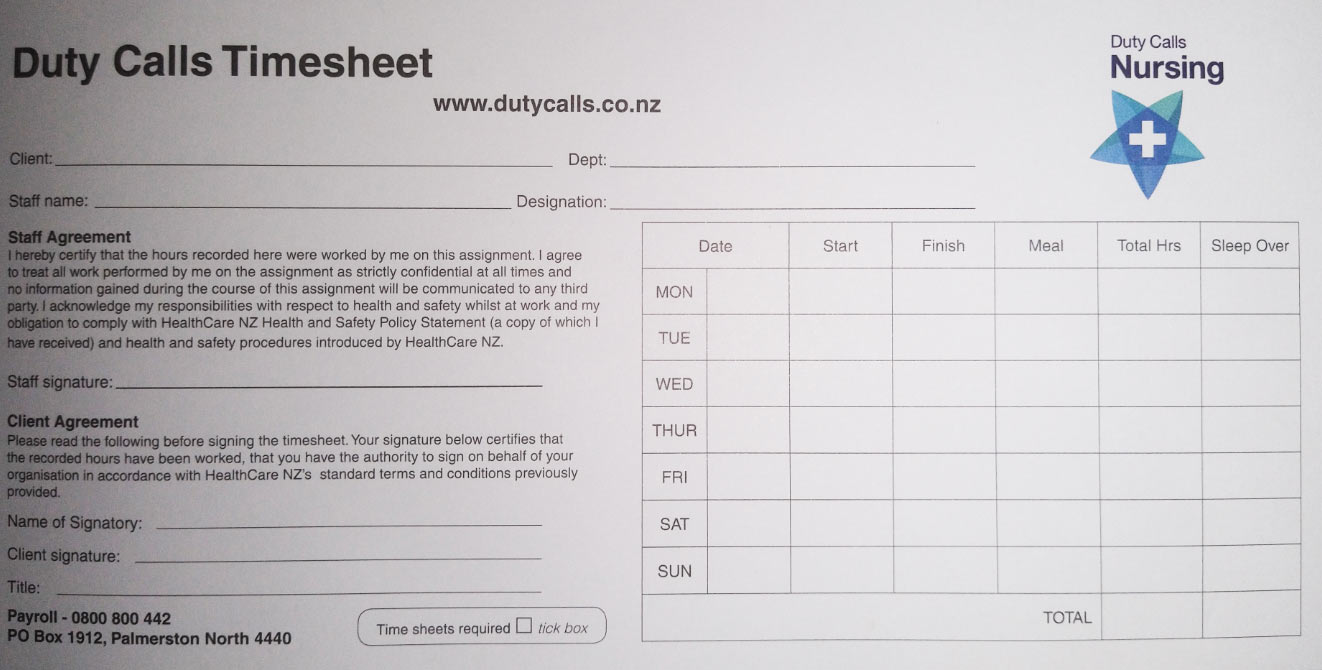 Duty Calls Timesheet
www.dutycalls.co.nz
Duty Calls
Nursing
Client:
Dept:
Staff name:
Designation:
Staff Agreement
I hereby certify that the hours recorded here were worked by me on this assignment. I agree
to treat all work performed by me on the assignment as strictly confidential at all times and
no information gained during the course of this assignment will be communicated to any third
party. I acknowledge my responsibilities with respect to health and safety whilst at work and my
obligation to comply with HealthCare NZ Health and Safety Policy Statement (a copy of which I
have received) and health and safety procedures introduced by HealthCare NZ.
Staff signature:
Client Agreement
Please read the following before signing the timesheet. Your signature below certifies that
the recorded hours have been worked, that you have the authority to sign on behalf of your
organisation in accordance with HealthCare NZ's standard terms and conditions previously
provided.
Name of Signatory:
Client signature:
Title:
Payroll - 0800 800 442
PO Box 1912, Palmerston North 4440
Time sheets required tick box
Date Start Finish Meal Total Hrs Sleep Over
MON
TUE
WED
THUR
FRI
SAT
SUN
TOTAL